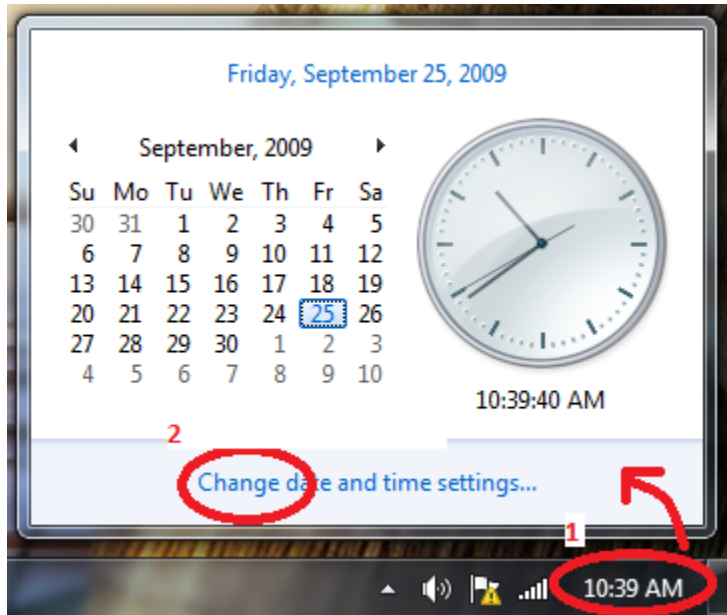 Friday, September 25, 2009
September, 2009
Su Mo Tu We Th Fr Sa
30 31 1 2 3 4 5
6 7 8 9 10 11 12
13 14 15 16 17 18 19
20 21 22 23 24 25 26
27 28 29 30 1 2 3
4 5 6 7 8 9 10
10:39:40 AM
2
Change date and time settings...
1
10:39 AM